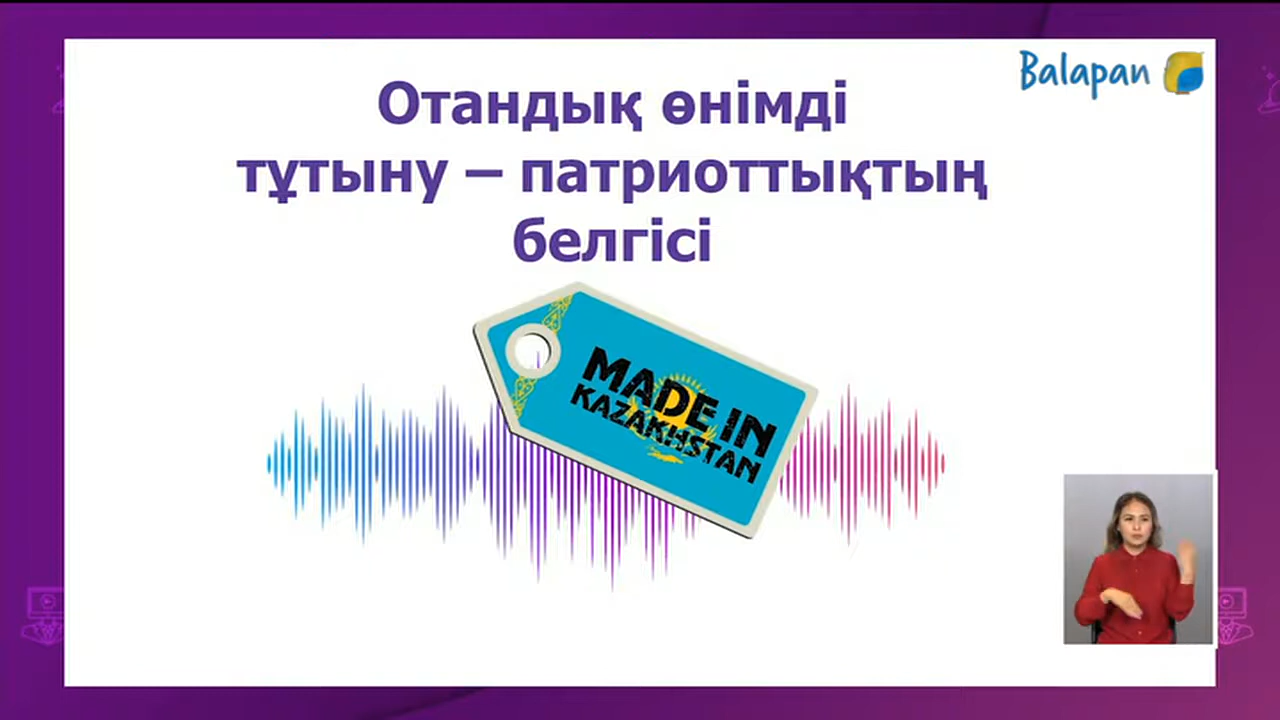 Balapan
Отандық өнімді
тұтыну – патриоттықтың
белгісі
MADE IN
KAZAKHSTAN